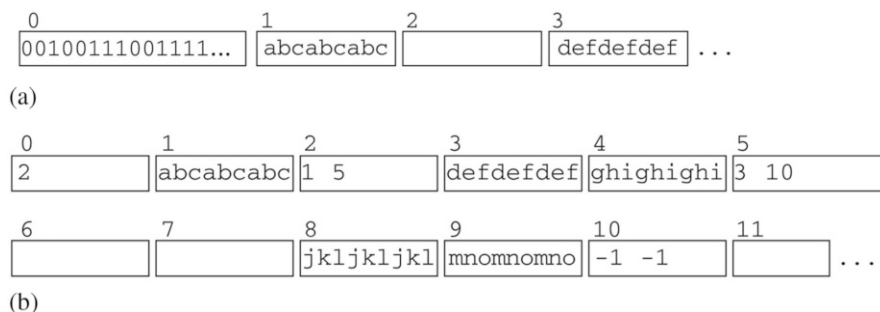 0 1 2 3
00100111001111... abcabcabc defdefdef ...
(a)
0 1 2 3 4 5
2 abcabcabc 1 5 defdefdef ghighighi 3 10
6 7 8 9 10 11
jkljkljkl mnomnomno -1 -1 ...
(b)